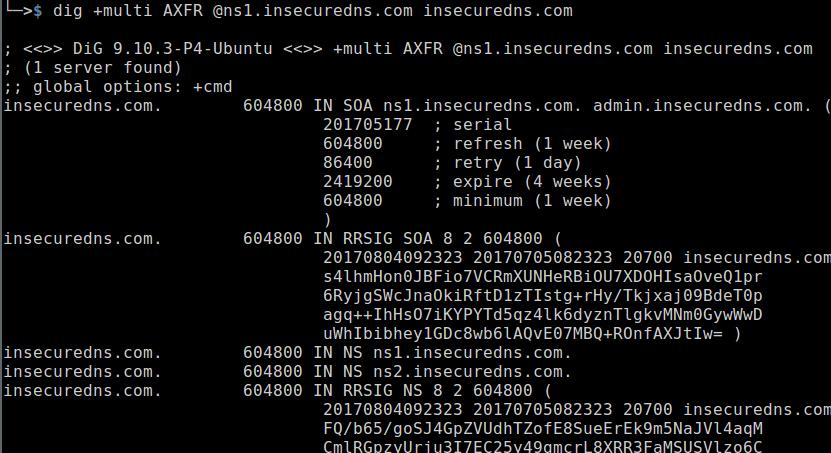 └─>$ dig +multi AXFR @ns1.insecuredns.com insecuredns.com
; <<>> DiG 9.10.3-P4-Ubuntu <<>> +multi AXFR @ns1.insecuredns.com insecuredns.com
; (1 server found)
;; global options: +cmd
insecuredns.com. 604800 IN SOA ns1.insecuredns.com. admin.insecuredns.com. (
201705177 ; serial
604800 ; refresh (1 week)
86400 ; retry (1 day)
2419200 ; expire (4 weeks)
604800 ; minimum (1 week)
)
insecuredns.com. 604800 IN RRSIG SOA 8 2 604800 (
20170804092323 20170705082323 20700 insecuredns.com
s4lhmHon0JBFio7VCRmXUNHeRBiOU7XDOHIsaOveQ1pr
6RyjgSWcJnaOkiRftD1zTIstg+rHy/Tkjxaj09BdeT0p
agq++IhHsO7iKYPYTd5qz4lk6dyznTlgkvMNm0GywWwD
uWhIbibhey1GDc8wb6lAQvE07MBQ+ROnfAXJtIw= )
insecuredns.com. 604800 IN NS ns1.insecuredns.com.
insecuredns.com. 604800 IN NS ns2.insecuredns.com.
insecuredns.com. 604800 IN RRSIG NS 8 2 604800 (
20170804092323 20170705082323 20700 insecuredns.com
FQ/b65/goSJ4GpZVUdhTZofE8SueErEk9m5NaJVl4aqM
CmlRGpzyUrju3I7EC25y49gmcrL8XRR3FaMSUSVlzo6C